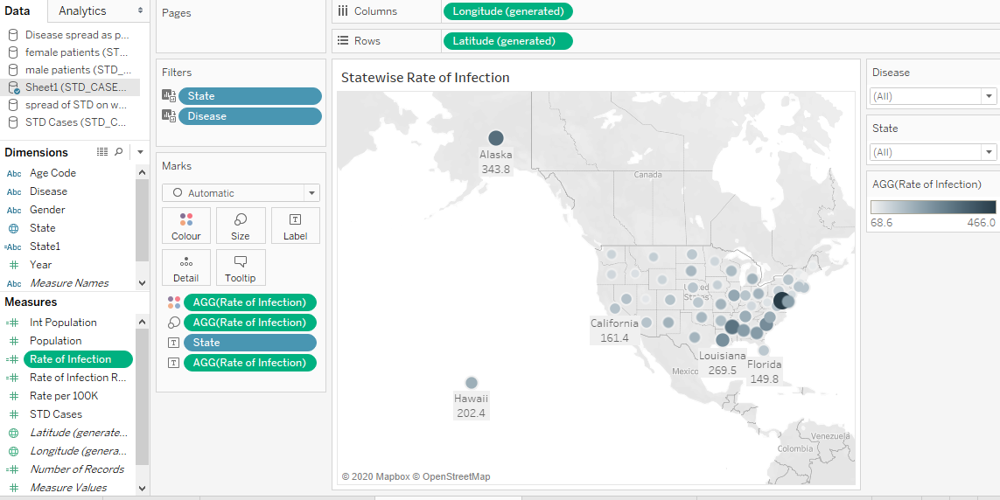 Data
Analytics
Disease spread as p...
female patients (ST...
male patients (STD_...
Sheet1 (STD_CASE...
spread of STD on w...
STD Cases (STD_C...
Dimensions
Abc Age Code
Abc Disease
Abc Gender
State
=Abc State1
# Year
Abc Measure Names
Measures
=# Int Population
# Population
=# Rate of Infection
=# Rate of Infection R...
# Rate per 100K
# STD Cases
Latitude (generate...
Longitude (genera...
=# Number of Records
# Measure Values
Pages
Filters
State
Disease
Marks
Automatic
Colour
Size
T
Label
Detail
Tooltip
AGG(Rate of Infection)
AGG(Rate of Infection)
T State
T AGG(Rate of Infection)
Columns
Longitude (generated)
Rows
Latitude (generated)
Statewise Rate of Infection
Alaska
343.8
Canada
United
States
California
161.4
Louisiana
269.5
Florida
149.8
Mexico
Hawaii
202.4
Venezuela
Colombia
© 2020 Mapbox © OpenStreetMap
Disease
(All)
State
(All)
AGG(Rate of Infection)
68.6
466.0